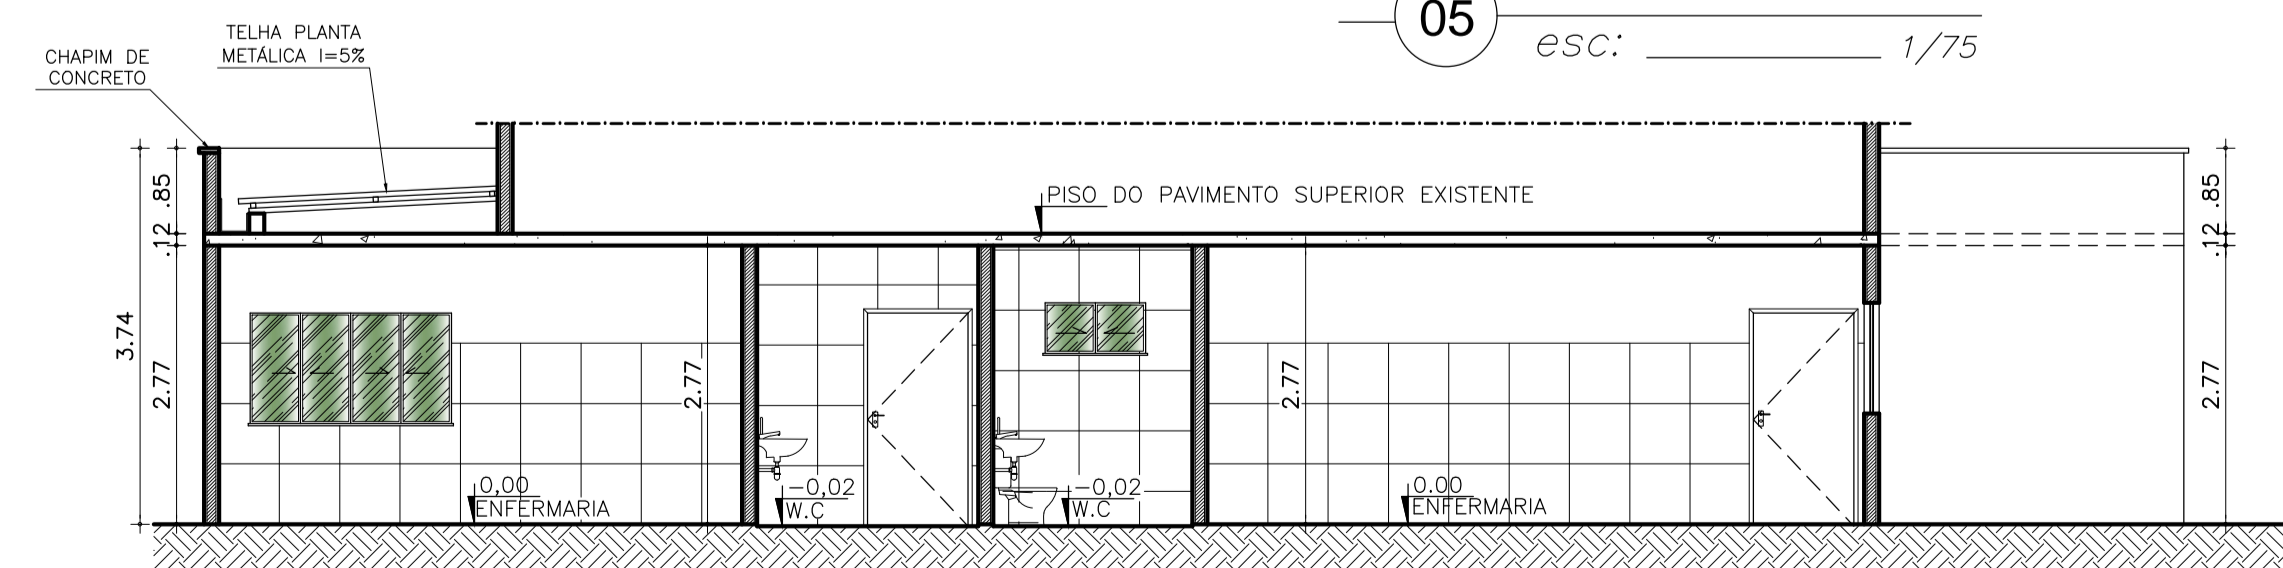 05
esc: 1/75
TELHA PLANTA
METÁLICA I=5%
CHAPIM DE
CONCRETO
PISO DO PAVIMENTO SUPERIOR EXISTENTE
.85
.12
3.74
2.77
2.77
2.77
.85
.12
2.77
0,00
ENFERMARIA
-0,02
W.C
-0,02
W.C
0.00
ENFERMARIA